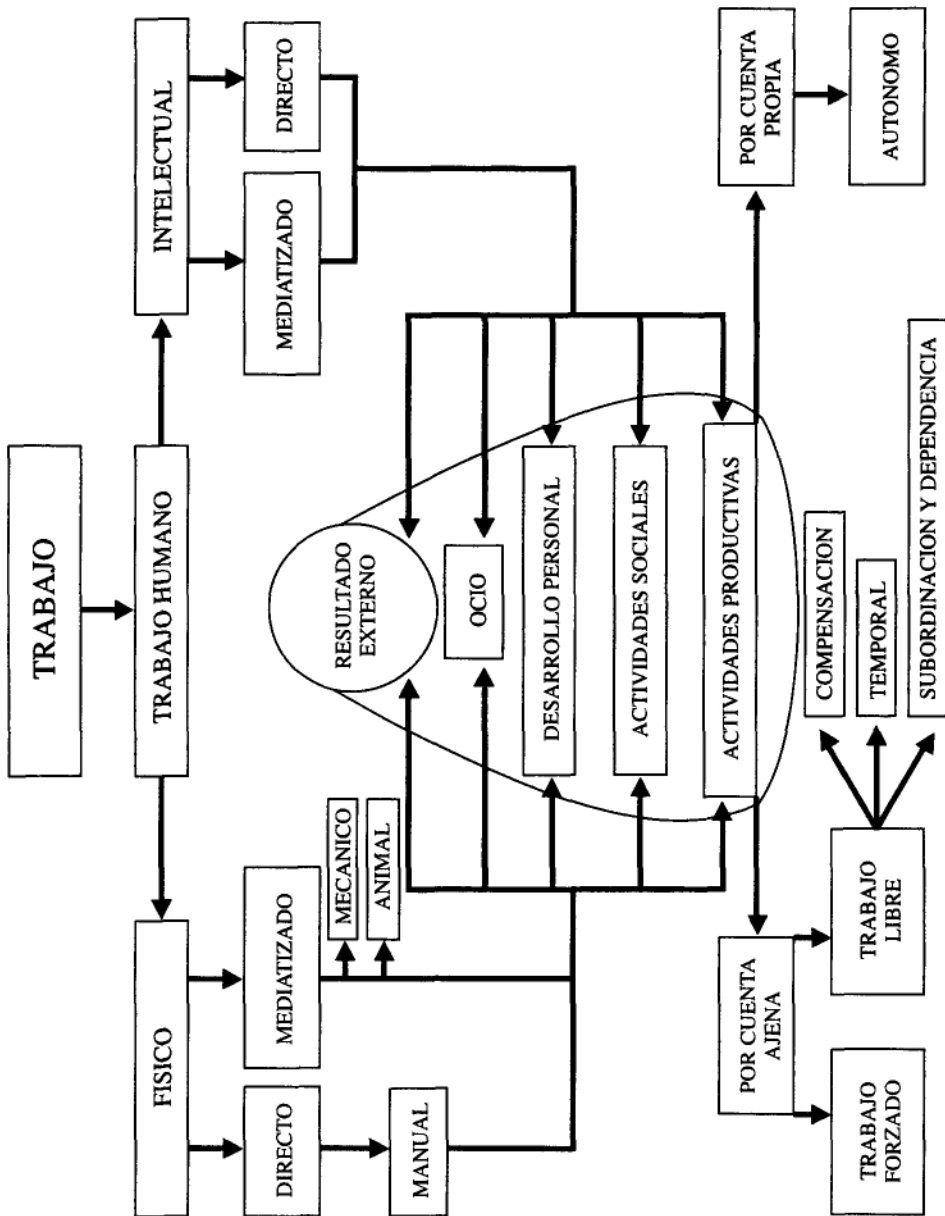 TRABAJO
TRABAJO HUMANO
FISICO
INTELECTUAL
DIRECTO
MEDIATIZADO
MEDIATIZADO
DIRECTO
MANUAL
MECANICO
ANIMAL
RESULTADO
EXTERNO
OCIO
DESARROLLO PERSONAL
ACTIVIDADES SOCIALES
ACTIVIDADES PRODUCTIVAS
POR CUENTA
AJENA
POR CUENTA
PROPIA
TRABAJO
FORZADO
TRABAJO
LIBRE
COMPENSACION
TEMPORAL
SUBORDINACION Y DEPENDENCIA
AUTONOMO